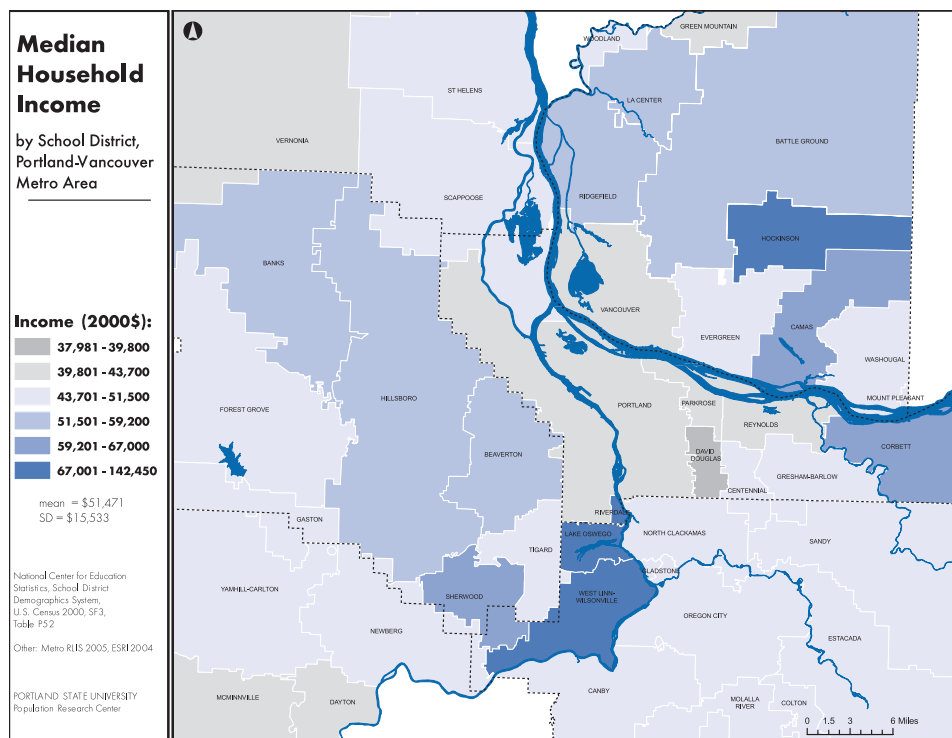 Median
Household
Income
by School District,
Portland-Vancouver
Metro Area
Income (2000$):
37,981 - 39,800
39,801 - 43,700
43,701 - 51,500
51,501 - 59,200
59,201 - 67,000
67,001 - 142,450
mean = $51,471
SD = $15,533
National Center for Education
Statistics, School District
Demographics System,
U.S. Census 2000, SF3,
Table P52
Other: Metro RLIS 2005, ESRI 2004
PORTLAND STATE UNIVERSITY
Population Research Center
GREEN MOUNTAIN
WOODLAND
ST HELENS
LA CENTER
VERNONIA
BATTLE GROUND
SCAPPOOSE
RIDGEFIELD
HOCKINSON
BANKS
VANCOUVER
CAMAS
EVERGREEN
WASHOUGAL
HILLSBORO
MOUNT PLEASANT
PORTLAND
PARKROSE
FOREST GROVE
REYNOLDS
CORBETT
BEAVERTON
DAVID
DOUGLAS
GRESHAM-BARLOW
CENTENNIAL
RIVERDALE
GASTON
LAKE OSWEGO
NORTH CLACKAMAS
SANDY
TIGARD
GLADSTONE
YAMHILL-CARLTON
SHERWOOD
WEST LINN-
WILSONVILLE
OREGON CITY
NEWBERG
ESTACADA
CANBY
MCMINNVILLE
DAYTON
MOLALLA
RIVER
COLTON
0 1.5 3 6 Miles